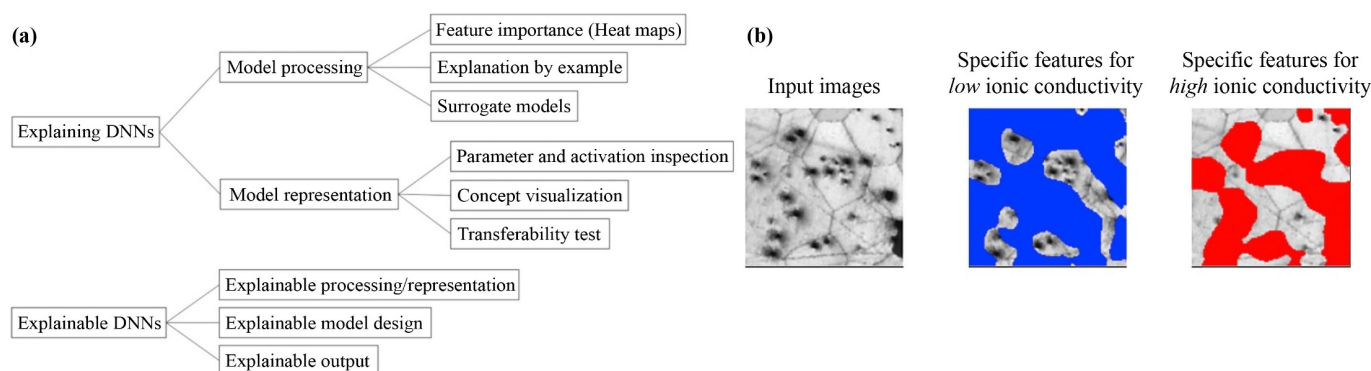 (a)
Explaining DNNs
Model processing
Feature importance (Heat maps)
Explanation by example
Surrogate models
Model representation
Parameter and activation inspection
Concept visualization
Transferability test
Explainable DNNs
Explainable processing/representation
Explainable model design
Explainable output
(b)
Input images
Specific features for
low ionic conductivity
Specific features for
high ionic conductivity